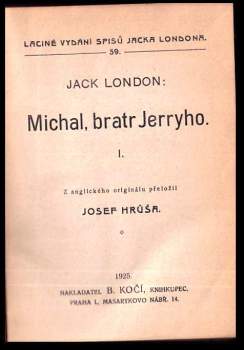 LACINÉ VYDÁNÍ SPISŮ JACKA LONDONA.
59.
JACK LONDON:
Michal, bratr Jerryho.
I.
Z anglického originálu přeložil
JOSEF HRŮŠA.
1925.
NAKLADATEL B. KOČÍ, KNIHKUPEC,
PRAHA I., MASARYKOVO NÁBŘ. 14.